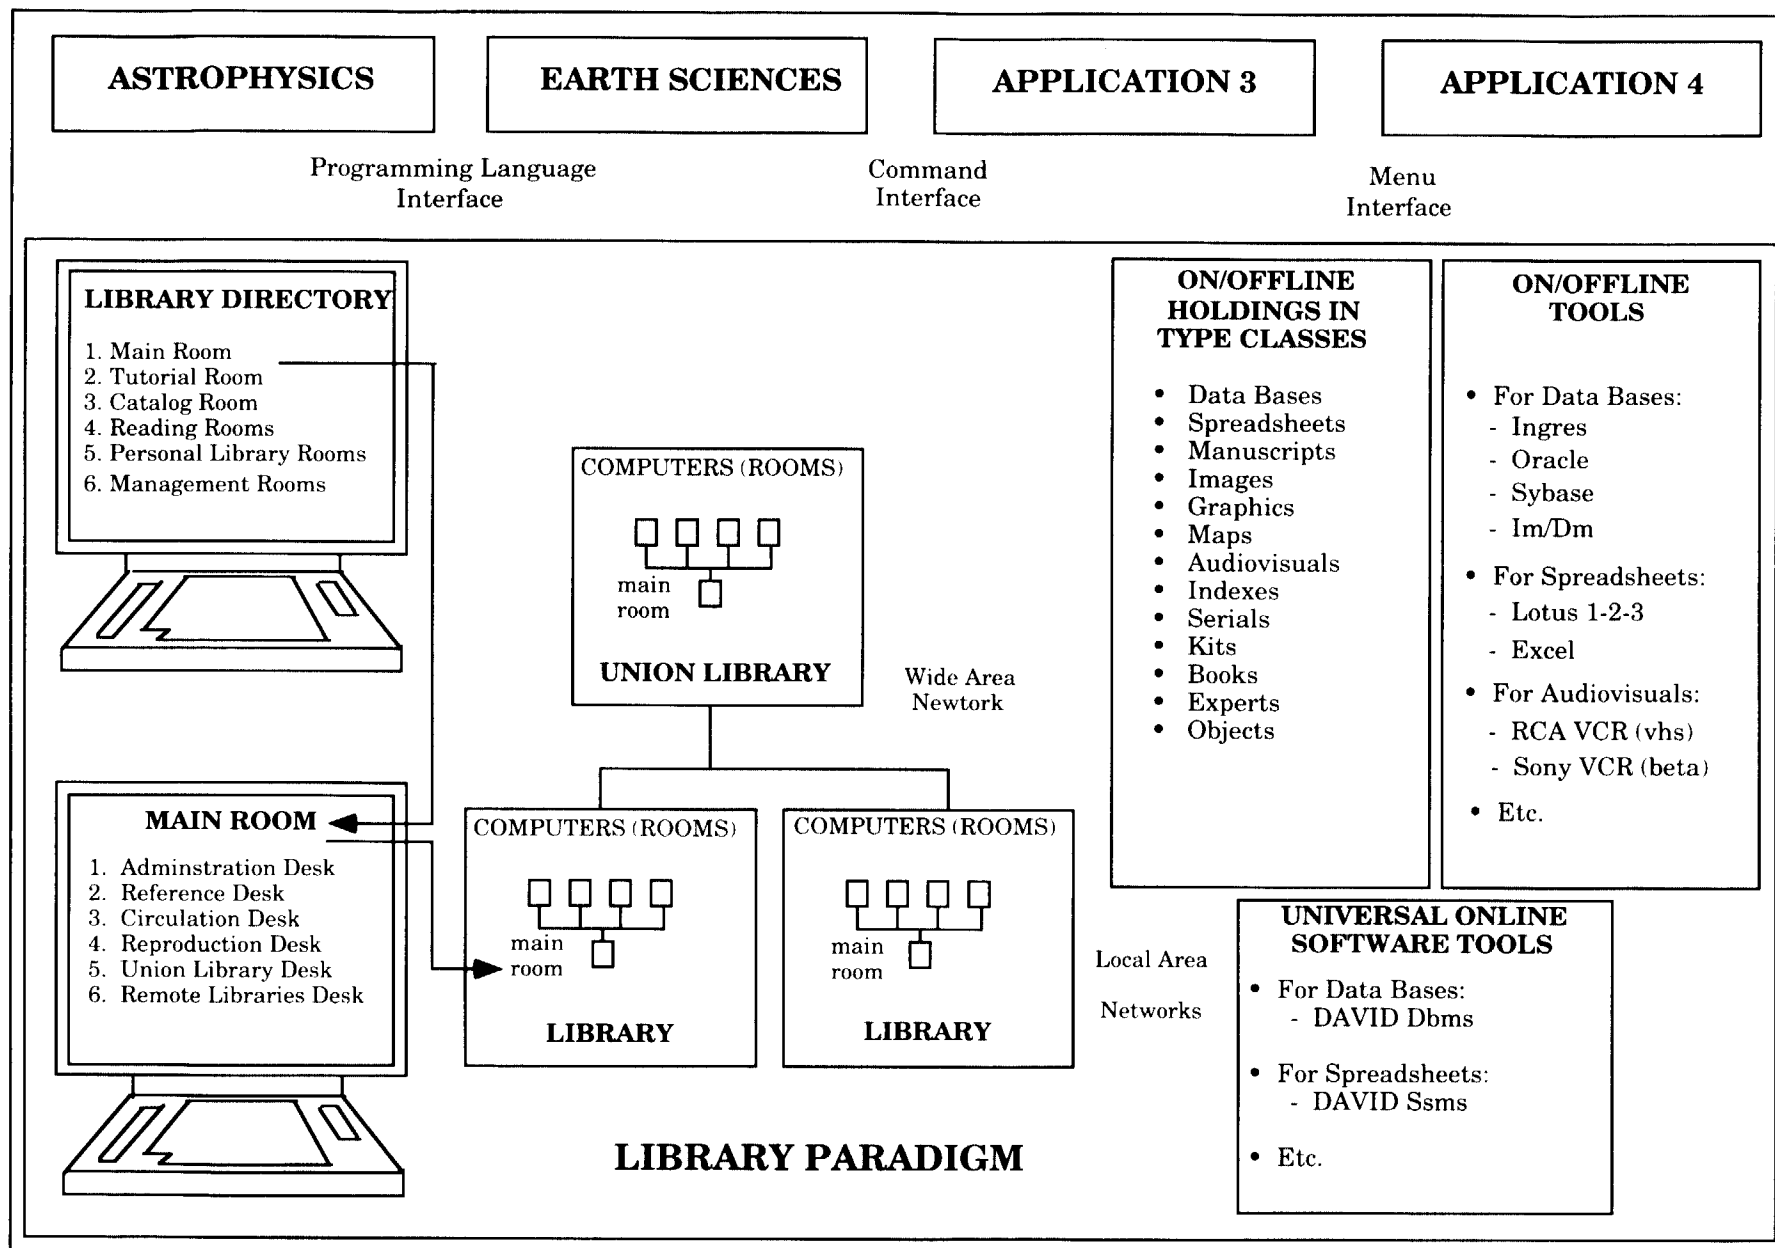 ASTROPHYSICS
EARTH SCIENCES
APPLICATION 3
APPLICATION 4
Programming Language
Interface
Command
Interface
Menu
Interface
LIBRARY DIRECTORY
1. Main Room
2. Tutorial Room
3. Catalog Room
4. Reading Rooms
5. Personal Library Rooms
6. Management Rooms
MAIN ROOM
1. Adminstration Desk
2. Reference Desk
3. Circulation Desk
4. Reproduction Desk
5. Union Library Desk
6. Remote Libraries Desk
COMPUTERS (ROOMS)
main
room
UNION LIBRARY
Wide Area
Newtork
COMPUTERS (ROOMS)
main
room
LIBRARY
COMPUTERS (ROOMS)
main
room
LIBRARY
Local Area
Networks
LIBRARY PARADIGM
ON/OFFLINE
HOLDINGS IN
TYPE CLASSES
• Data Bases
• Spreadsheets
• Manuscripts
• Images
• Graphics
• Maps
• Audiovisuals
• Indexes
• Serials
• Kits
• Books
• Experts
• Objects
ON/OFFLINE
TOOLS
• For Data Bases:
- Ingres
- Oracle
- Sybase
- Im/Dm
• For Spreadsheets:
- Lotus 1-2-3
- Excel
• For Audiovisuals:
- RCA VCR (vhs)
- Sony VCR (beta)
• Etc.
UNIVERSAL ONLINE
SOFTWARE TOOLS
• For Data Bases:
- DAVID Dbms
• For Spreadsheets:
- DAVID Ssms
• Etc.